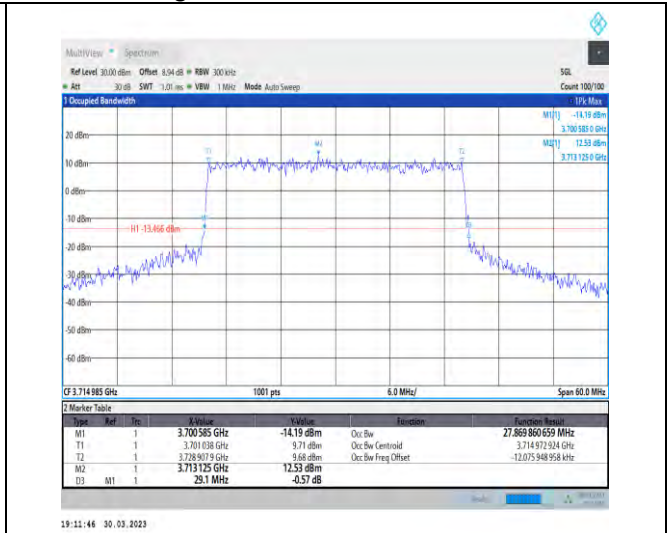 MultiView Spectrum
Ref Level 30.00 dBm Offset 8.94 dB RBW 300 kHz SGL
Att 30 dB SWT 1.01 ms VBW 1 MHz Mode Auto Sweep Count 100/100
1 Occupied Bandwidth 1Pk Max
M1[1] -14.19 dBm
3.700 585 0 GHz
M2[1] 12.53 dBm
3.713 125 0 GHz
20 dBm
T1 M2 T2
10 dBm
0 dBm
-10 dBm
H1 -13.466 dBm
-20 dBm
-30 dBm
-40 dBm
-50 dBm
-60 dBm
CF 3.714 985 GHz 1001 pts 6.0 MHz/ Span 60.0 MHz
2 Marker Table
Type Ref Trc X-Value Y-Value Function Function Result
M1 1 3.700 585 GHz -14.19 dBm Occ Bw 27.869 860 659 MHz
T1 1 3.701 038 GHz 9.71 dBm Occ Bw Centroid 3.714 972 924 GHz
T2 1 3.728 907 9 GHz 9.68 dBm Occ Bw Freq Offset -12.075 948 958 kHz
M2 1 3.713 125 GHz 12.53 dBm
D3 M1 1 29.1 MHz -0.57 dB
19:11:46 30.03.2023